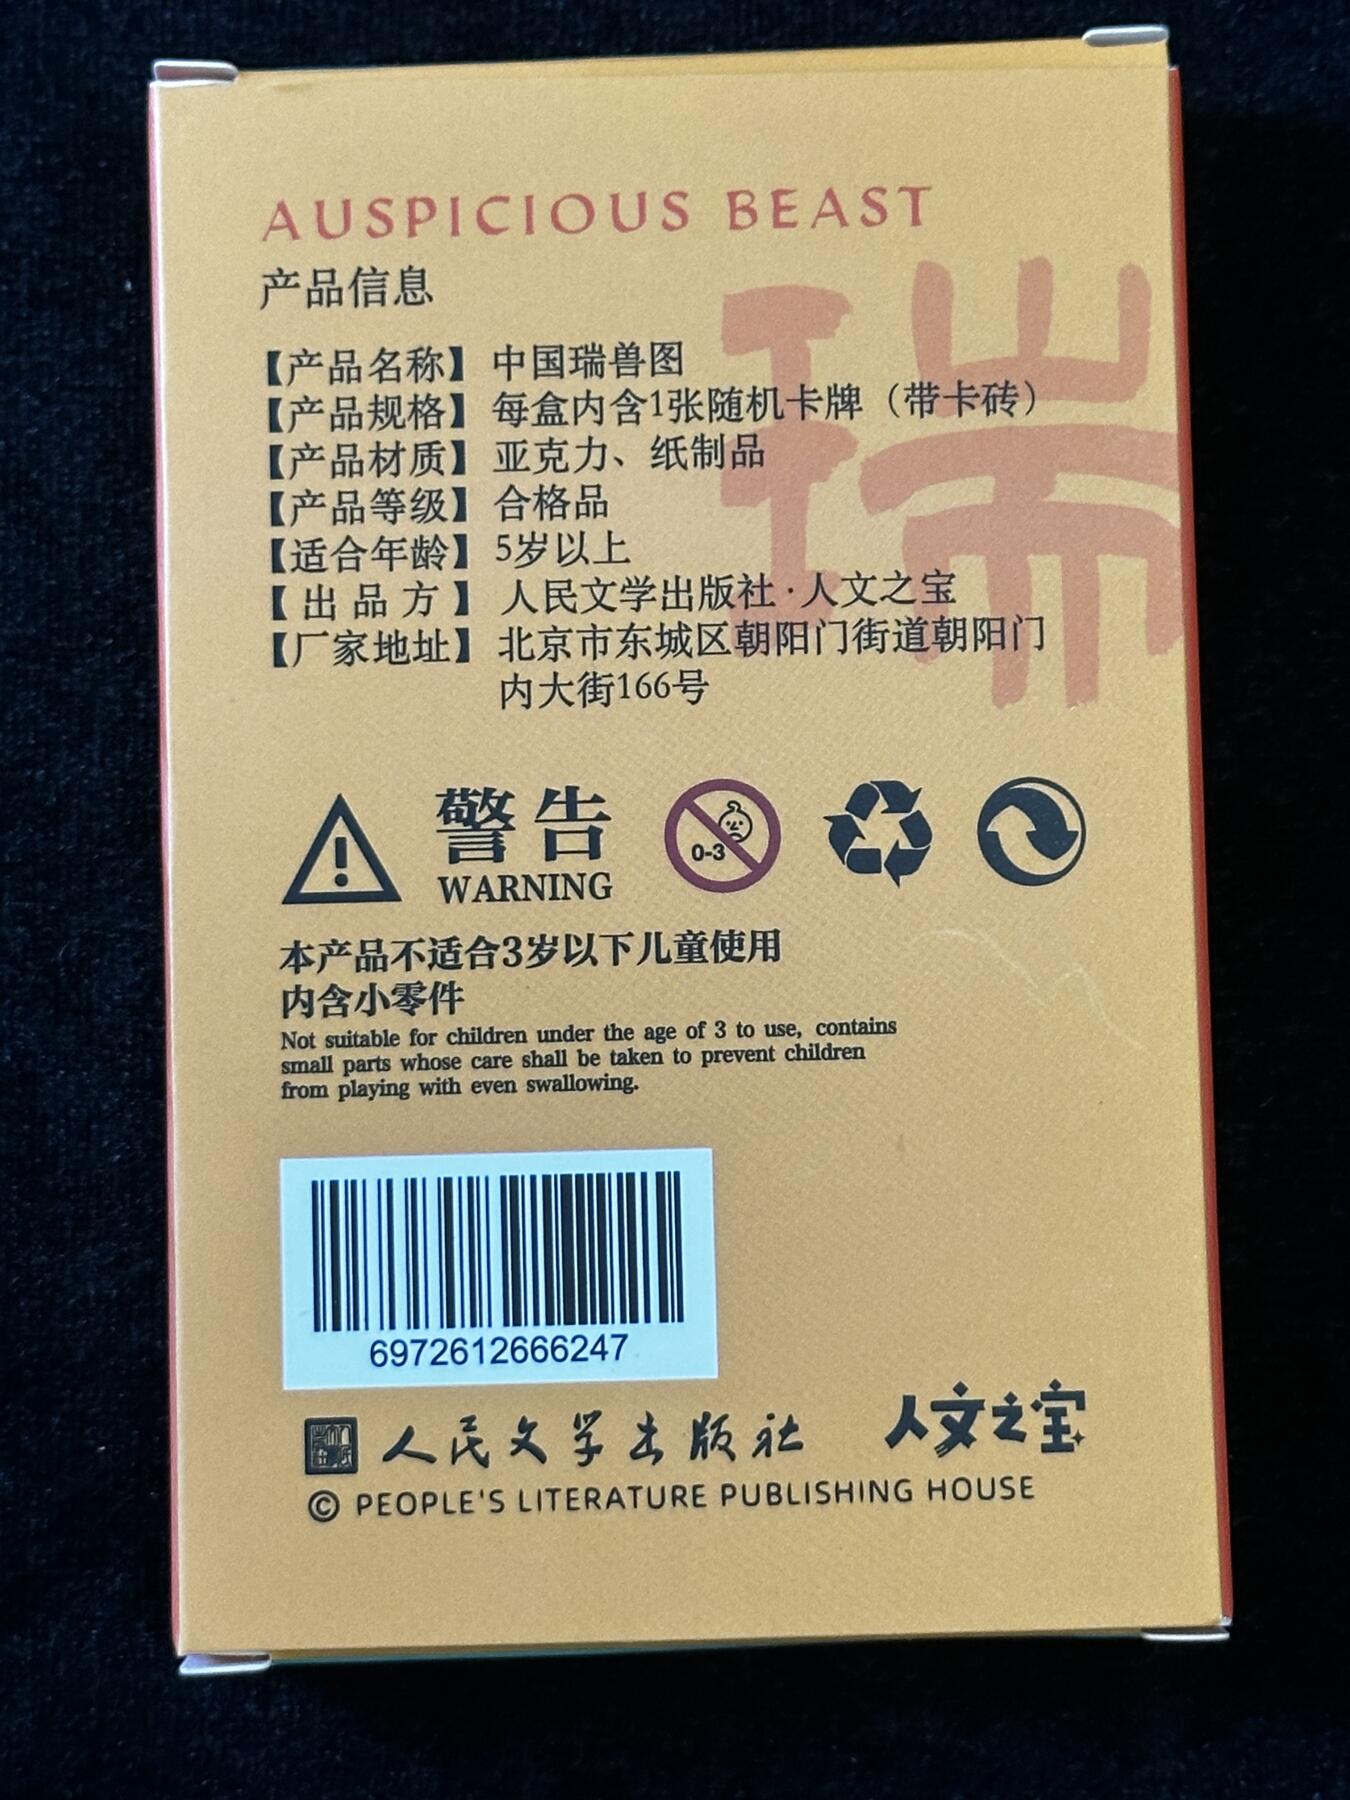 AUSPICIOUS BEAST
产品信息
瑞
【产品名称】 中国瑞兽图
【产品规格】 每盒内含1张随机卡牌（带卡砖）
【产品材质】 亚克力、纸制品
【产品等级】 合格品
【适合年龄】 5岁以上
【出品方】 人民文学出版社·人文之宝
【厂家地址】 北京市东城区朝阳门街道朝阳门
内大街166号
警告
WARNING
0-3
本产品不适合3岁以下儿童使用
内含小零件
Not suitable for children under the age of 3 to use, contains
small parts whose care shall be taken to prevent children
from playing with even swallowing.
6972612666247
人民文学出版社 人文之宝
© PEOPLE'S LITERATURE PUBLISHING HOUSE